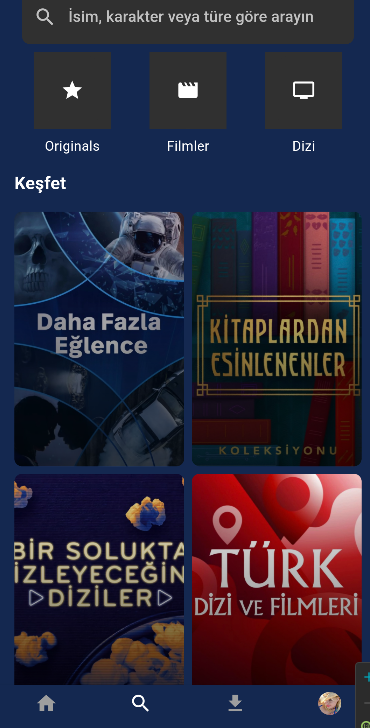 İsim, karakter veya türe göre arayın
Originals
Filmler
Dizi
Keşfet
Daha Fazla
Eğlence
KİTAPLARDAN
ESİNLENENLER
KOLEKSİYONU
BİR SOLUKTA
İZLEYECEĞİN
DİZİLER
TÜRK
DİZİ VE FİLMLERİ